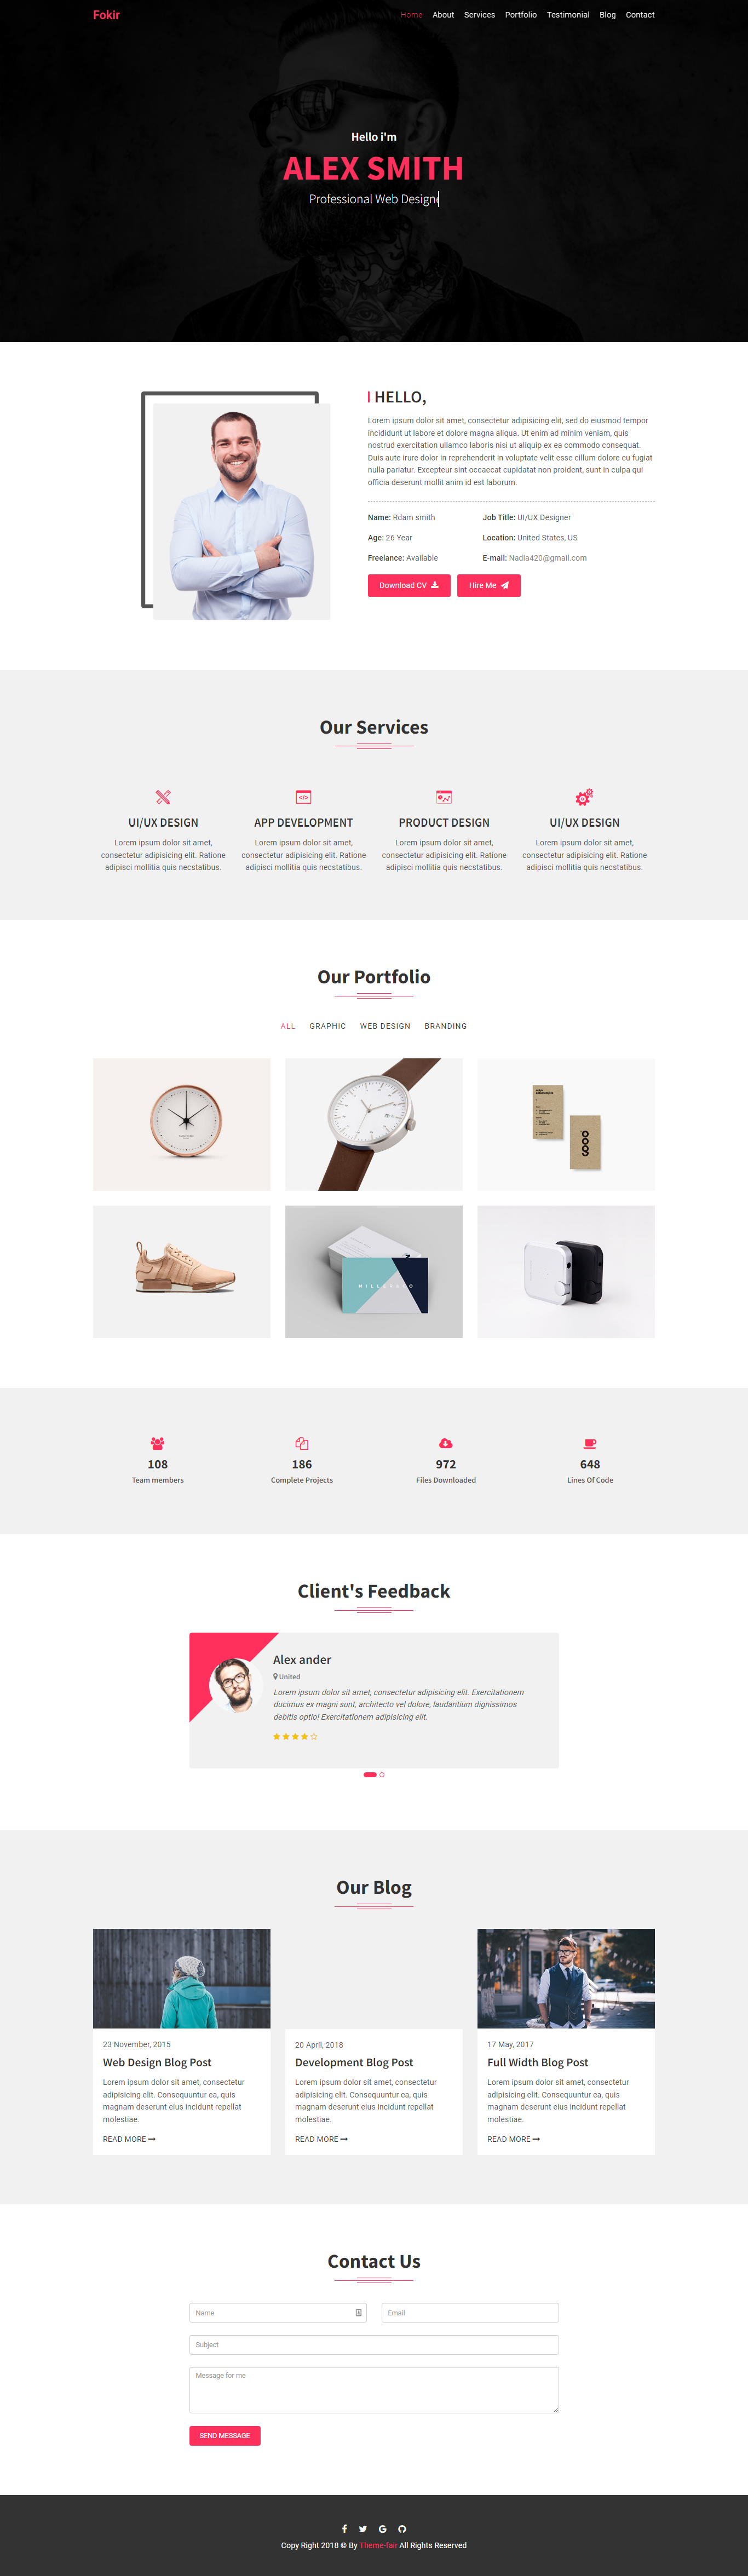 Fokir
Home About Services Portfolio Testimonial Blog Contact
Hello i'm
ALEX SMITH
Professional Web Design
HELLO,
Lorem ipsum dolor sit amet, consectetur adipisicing elit, sed do eiusmod tempor
incididunt ut labore et dolore magna aliqua. Ut enim ad minim veniam, quis
nostrud exercitation ullamco laboris nisi ut aliquip ex ea commodo consequat.
Duis aute irure dolor in reprehenderit in voluptate velit esse cillum dolore eu fugiat
nulla pariatur. Excepteur sint occaecat cupidatat non proident, sunt in culpa qui
officia deserunt mollit anim id est laborum.
Name: Rdam smith
Job Title: UI/UX Designer
Age: 26 Year
Location: United States, US
Freelance: Available
E-mail: Nadia420@gmail.com
Download CV
Hire Me
Our Services
UI/UX DESIGN
Lorem ipsum dolor sit amet,
consectetur adipisicing elit. Ratione
adipisci mollitia quis necstatibus.
APP DEVELOPMENT
Lorem ipsum dolor sit amet,
consectetur adipisicing elit. Ratione
adipisci mollitia quis necstatibus.
PRODUCT DESIGN
Lorem ipsum dolor sit amet,
consectetur adipisicing elit. Ratione
adipisci mollitia quis necstatibus.
UI/UX DESIGN
Lorem ipsum dolor sit amet,
consectetur adipisicing elit. Ratione
adipisci mollitia quis necstatibus.
Our Portfolio
ALL GRAPHIC WEB DESIGN BRANDING
108
Team members
186
Complete Projects
972
Files Downloaded
648
Lines Of Code
Client's Feedback
Alex ander
United
Lorem ipsum dolor sit amet, consectetur adipisicing elit. Exercitationem
ducimus ex magni sunt, architecto vel dolore, laudantium dignissimos
debitis optio! Exercitationem adipisicing elit.
Our Blog
23 November, 2015
Web Design Blog Post
Lorem ipsum dolor sit amet, consectetur
adipisicing elit. Consequuntur ea, quis
magnam deserunt eius incidunt repellat
molestiae.
READ MORE
20 April, 2018
Development Blog Post
Lorem ipsum dolor sit amet, consectetur
adipisicing elit. Consequuntur ea, quis
magnam deserunt eius incidunt repellat
molestiae.
READ MORE
17 May, 2017
Full Width Blog Post
Lorem ipsum dolor sit amet, consectetur
adipisicing elit. Consequuntur ea, quis
magnam deserunt eius incidunt repellat
molestiae.
READ MORE
Contact Us
Name
Email
Subject
Message for me
SEND MESSAGE
Copy Right 2018 © By Theme-fair All Rights Reserved